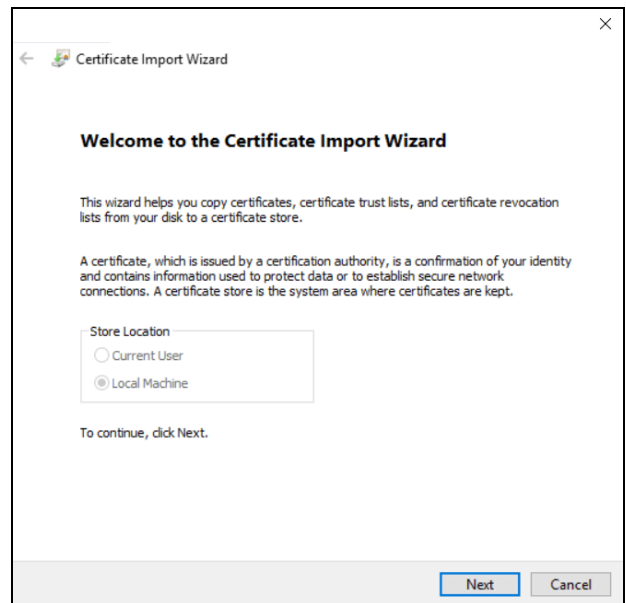 Certificate Import Wizard
Welcome to the Certificate Import Wizard
This wizard helps you copy certificates, certificate trust lists, and certificate revocation
lists from your disk to a certificate store.
A certificate, which is issued by a certification authority, is a confirmation of your identity
and contains information used to protect data or to establish secure network
connections. A certificate store is the system area where certificates are kept.
Store Location
Current User
Local Machine
To continue, click Next.
Next Cancel